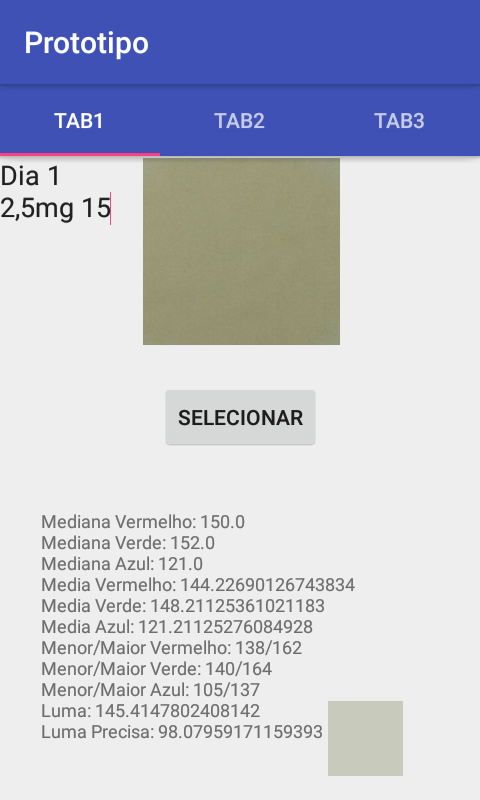 Prototipo
TAB1 TAB2 TAB3
Dia 1
2,5mg 15
SELECIONAR
Mediana Vermelho: 150.0
Mediana Verde: 152.0
Mediana Azul: 121.0
Media Vermelho: 144.22690126743834
Media Verde: 148.21125361021183
Media Azul: 121.21125276084928
Menor/Maior Vermelho: 138/162
Menor/Maior Verde: 140/164
Menor/Maior Azul: 105/137
Luma: 145.4147802408142
Luma Precisa: 98.07959171159393